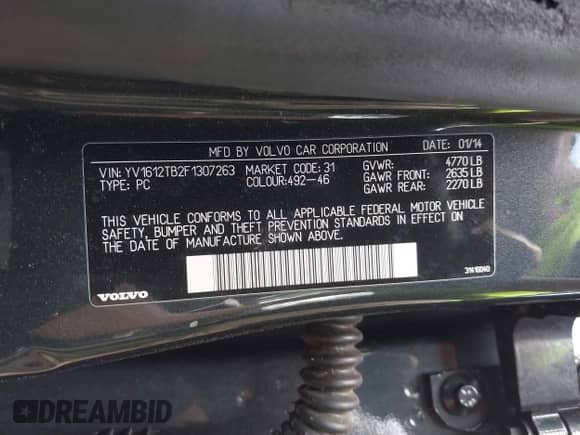 MFD BY VOLVO CAR CORPORATION DATE: 01/14
VIN: YV1612TB2F1307263 MARKET CODE: 31 GVWR: 4770 LB
TYPE: PC COLOUR:492-46 GAWR FRONT: 2635 LB
GAWR REAR: 2270 LB
THIS VEHICLE CONFORMS TO ALL APPLICABLE FEDERAL MOTOR VEHICLE
SAFETY, BUMPER AND THEFT PREVENTION STANDARDS IN EFFECT ON
THE DATE OF MANUFACTURE SHOWN ABOVE.
VOLVO 31416040
DREAMBID